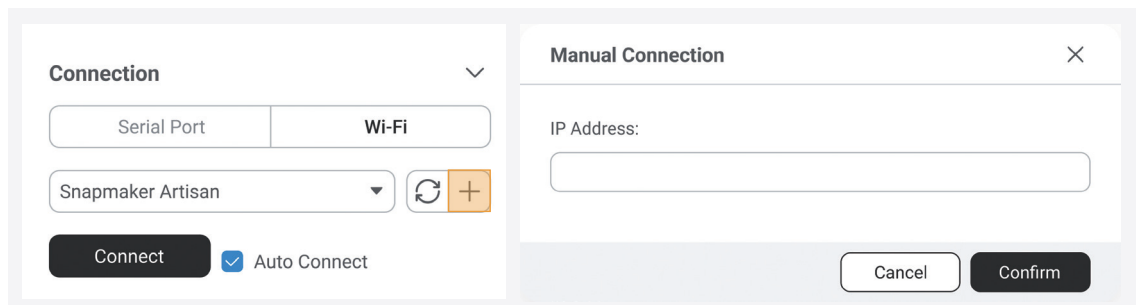 Connection
Serial Port
Wi-Fi
Snapmaker Artisan
Connect
Auto Connect
Manual Connection
IP Address:
Cancel
Confirm